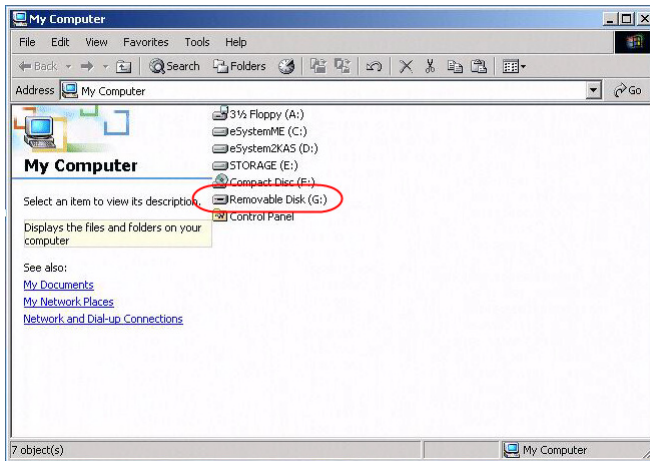 My Computer
File Edit View Favorites Tools Help
Back Search Folders
Address My Computer Go
3½ Floppy (A:)
eSystemME (C:)
eSystem2KAS (D:)
STORAGE (E:)
Compact Disc (F:)
Removable Disk (G:)
Control Panel
My Computer
Select an item to view its description.
Displays the files and folders on your
computer
See also:
My Documents
My Network Places
Network and Dial-up Connections
7 object(s) My Computer